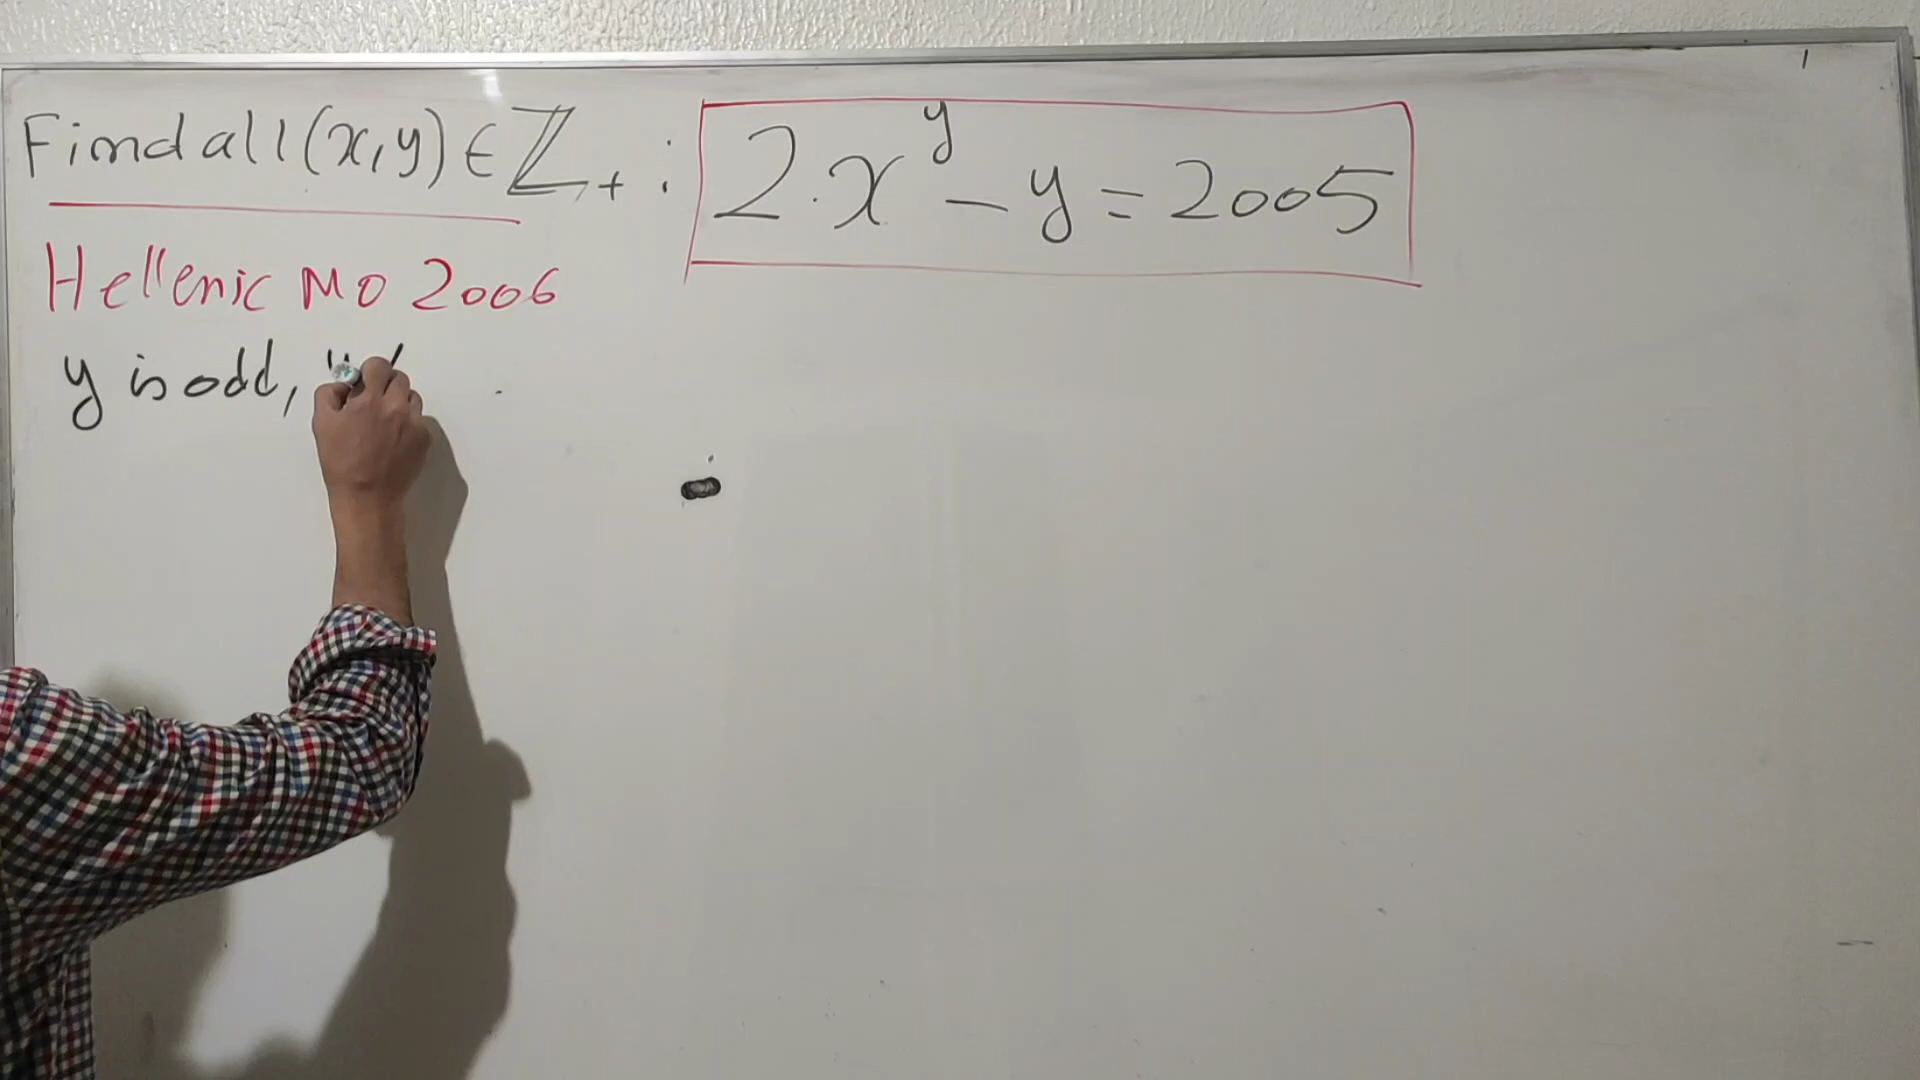 Find all (x,y) ∈ ℤ₊ : 2·x^y - y = 2005
Hellenic MO 2006
y is odd,